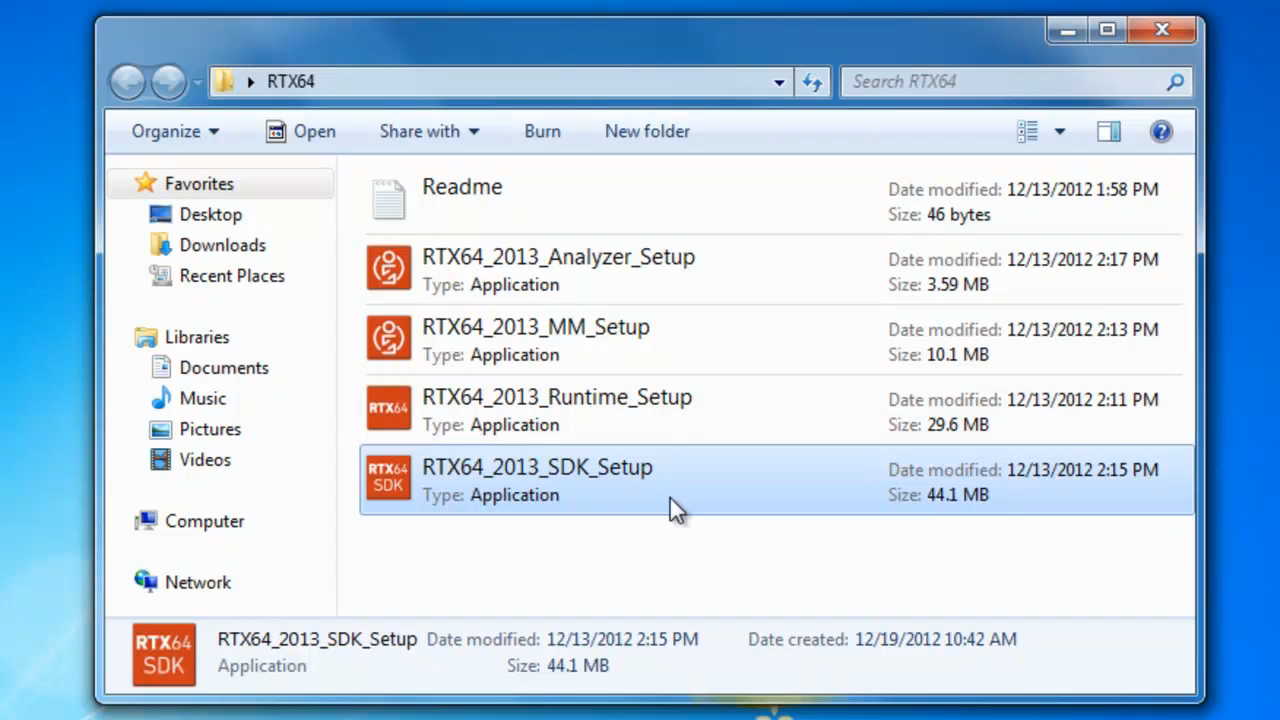 RTX64
Search RTX64
Organize
Open
Share with
Burn
New folder
Favorites
Desktop
Downloads
Recent Places
Libraries
Documents
Music
Pictures
Videos
Computer
Network
Readme
Date modified: 12/13/2012 1:58 PM
Size: 46 bytes
RTX64_2013_Analyzer_Setup
Type: Application
Date modified: 12/13/2012 2:17 PM
Size: 3.59 MB
RTX64_2013_MM_Setup
Type: Application
Date modified: 12/13/2012 2:13 PM
Size: 10.1 MB
RTX64
RTX64_2013_Runtime_Setup
Type: Application
Date modified: 12/13/2012 2:11 PM
Size: 29.6 MB
RTX64
SDK
RTX64_2013_SDK_Setup
Type: Application
Date modified: 12/13/2012 2:15 PM
Size: 44.1 MB
RTX64
SDK
RTX64_2013_SDK_Setup Date modified: 12/13/2012 2:15 PM Date created: 12/19/2012 10:42 AM
Application Size: 44.1 MB